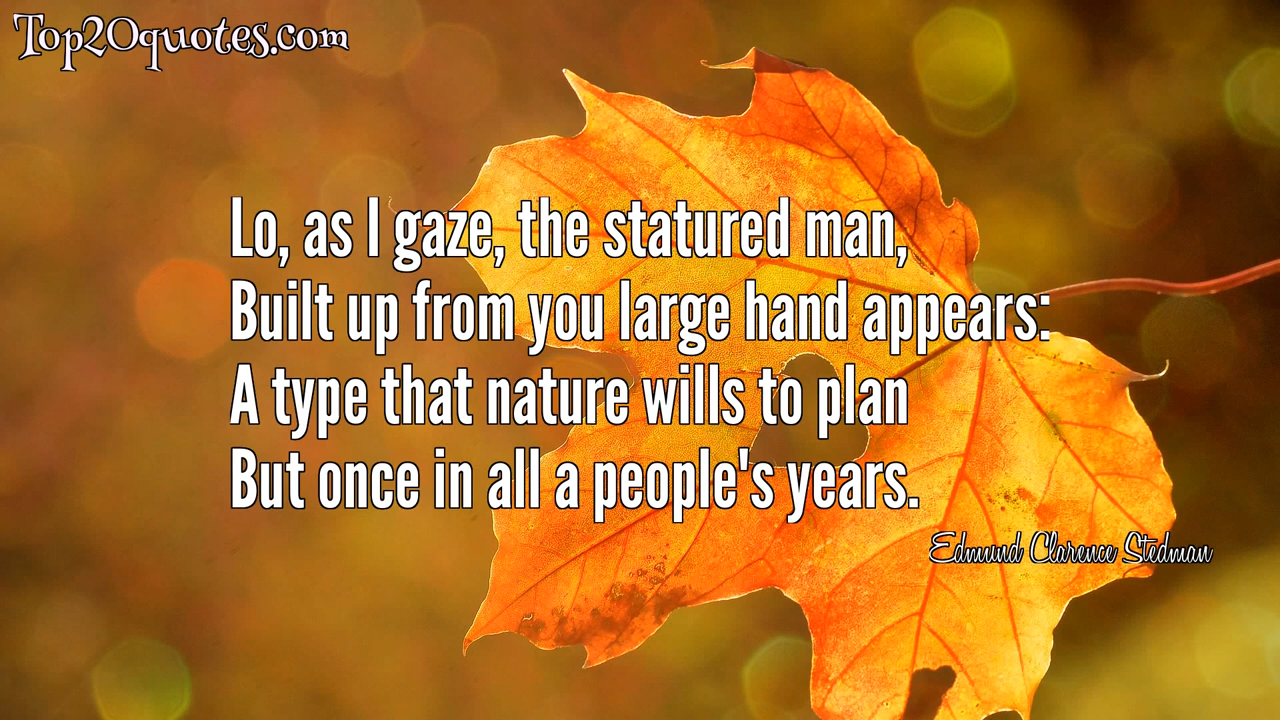 Top20quotes.com
Lo, as I gaze, the statured man,
Built up from you large hand appears:
A type that nature wills to plan
But once in all a people's years.
Edmund Clarence Stedman